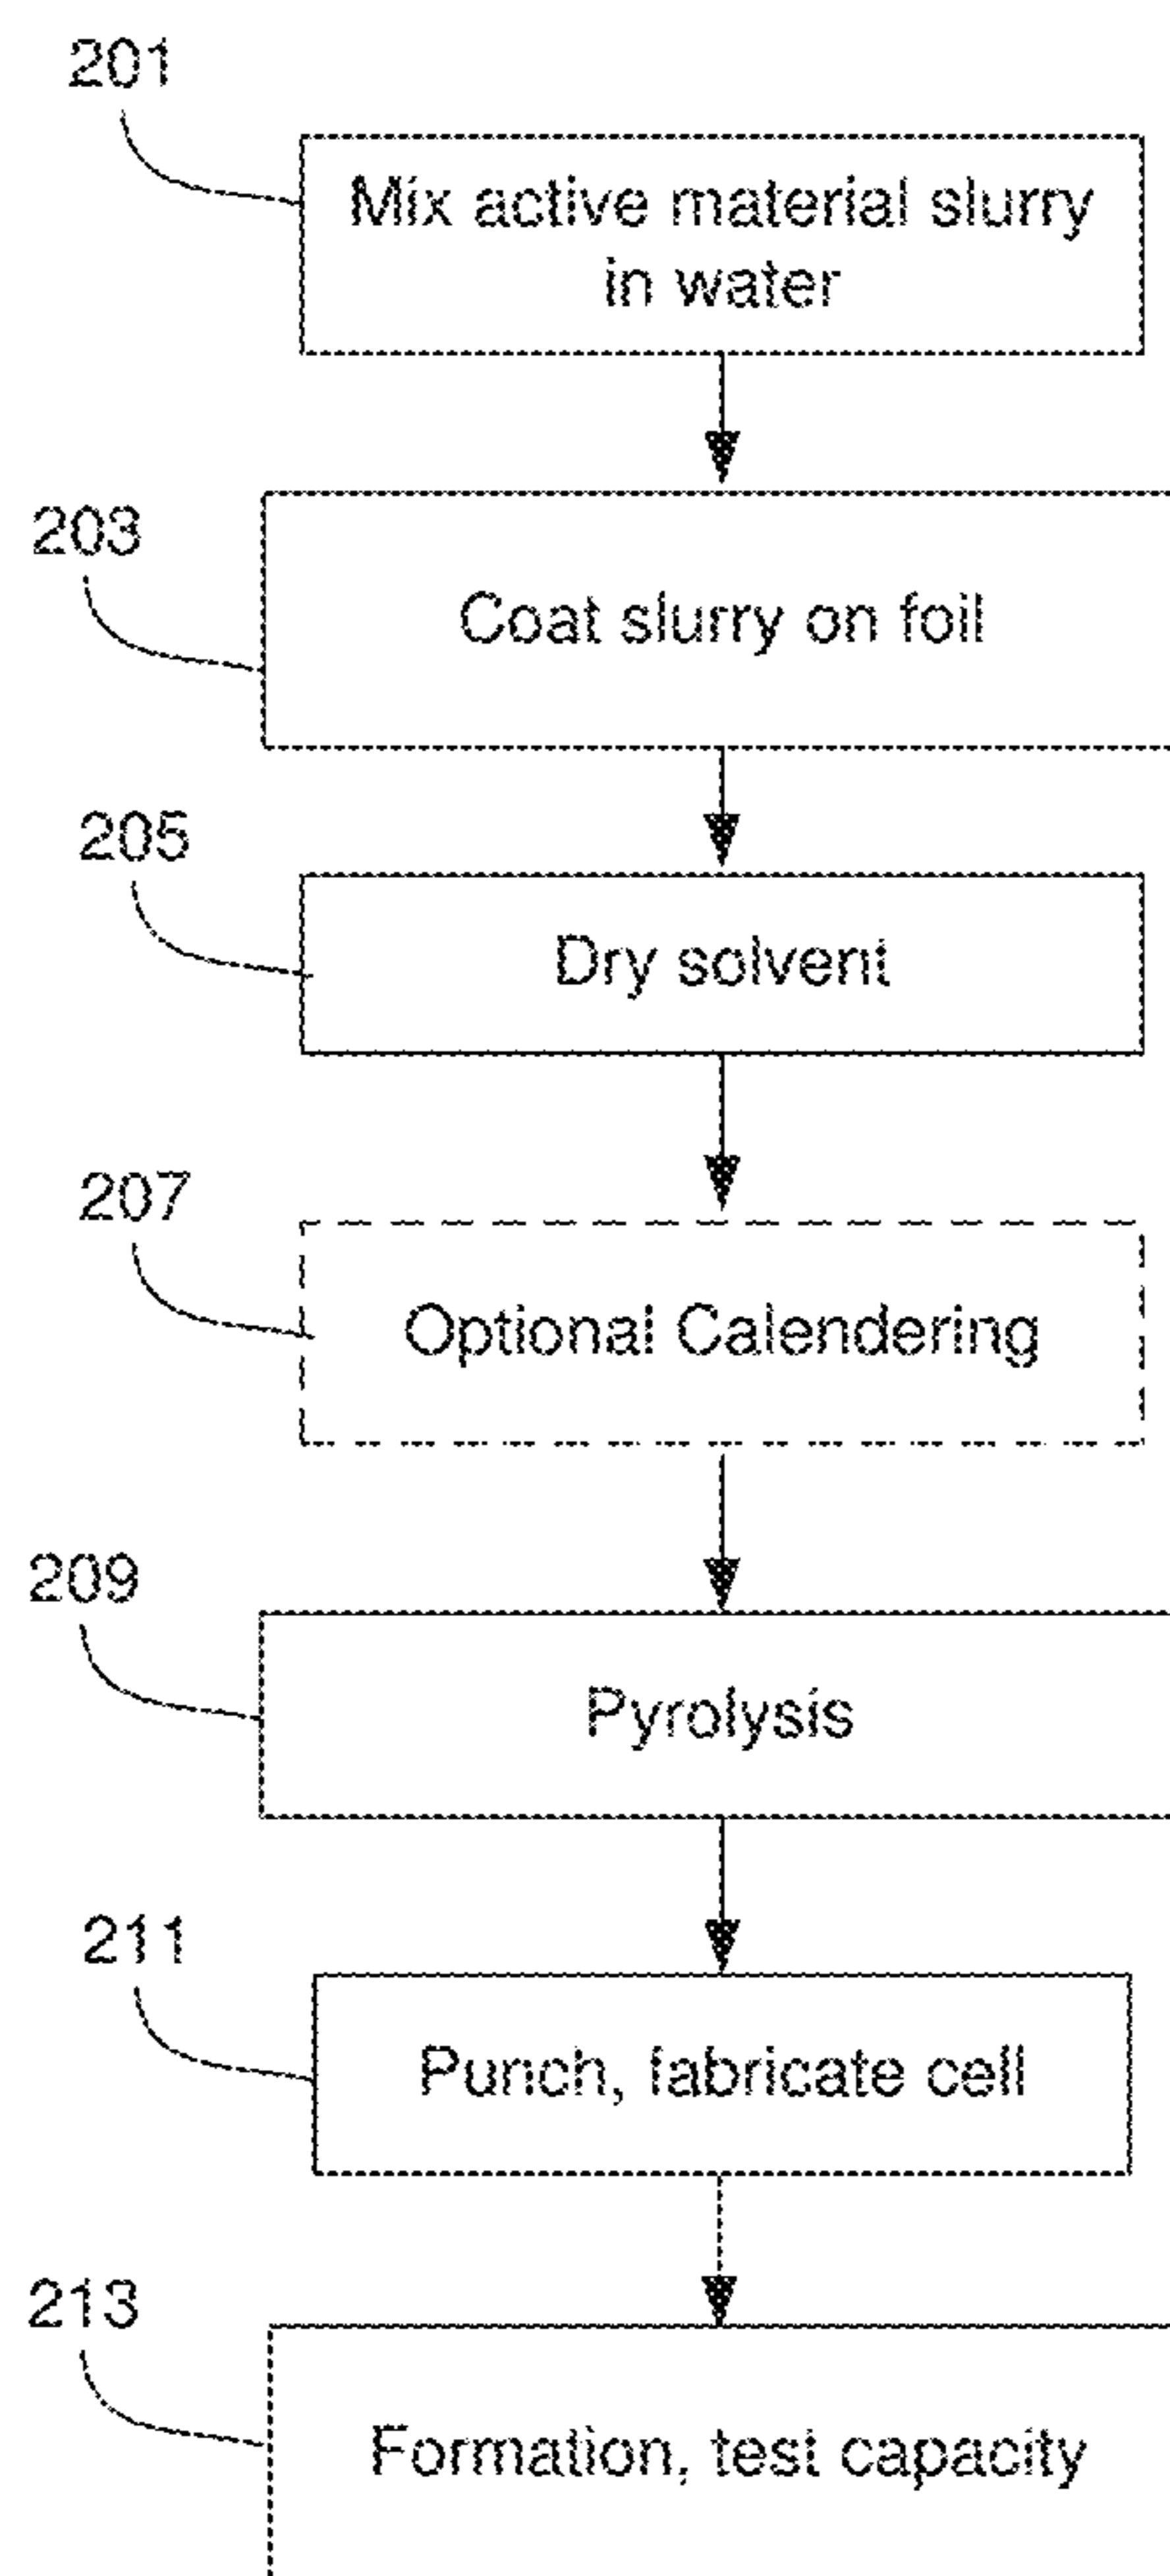 201
Mix active material slurry
in water
203
Coat slurry on foil
205
Dry solvent
207
Optional Calendering
209
Pyrolysis
211
Punch, fabricate cell
213
Formation, test capacity